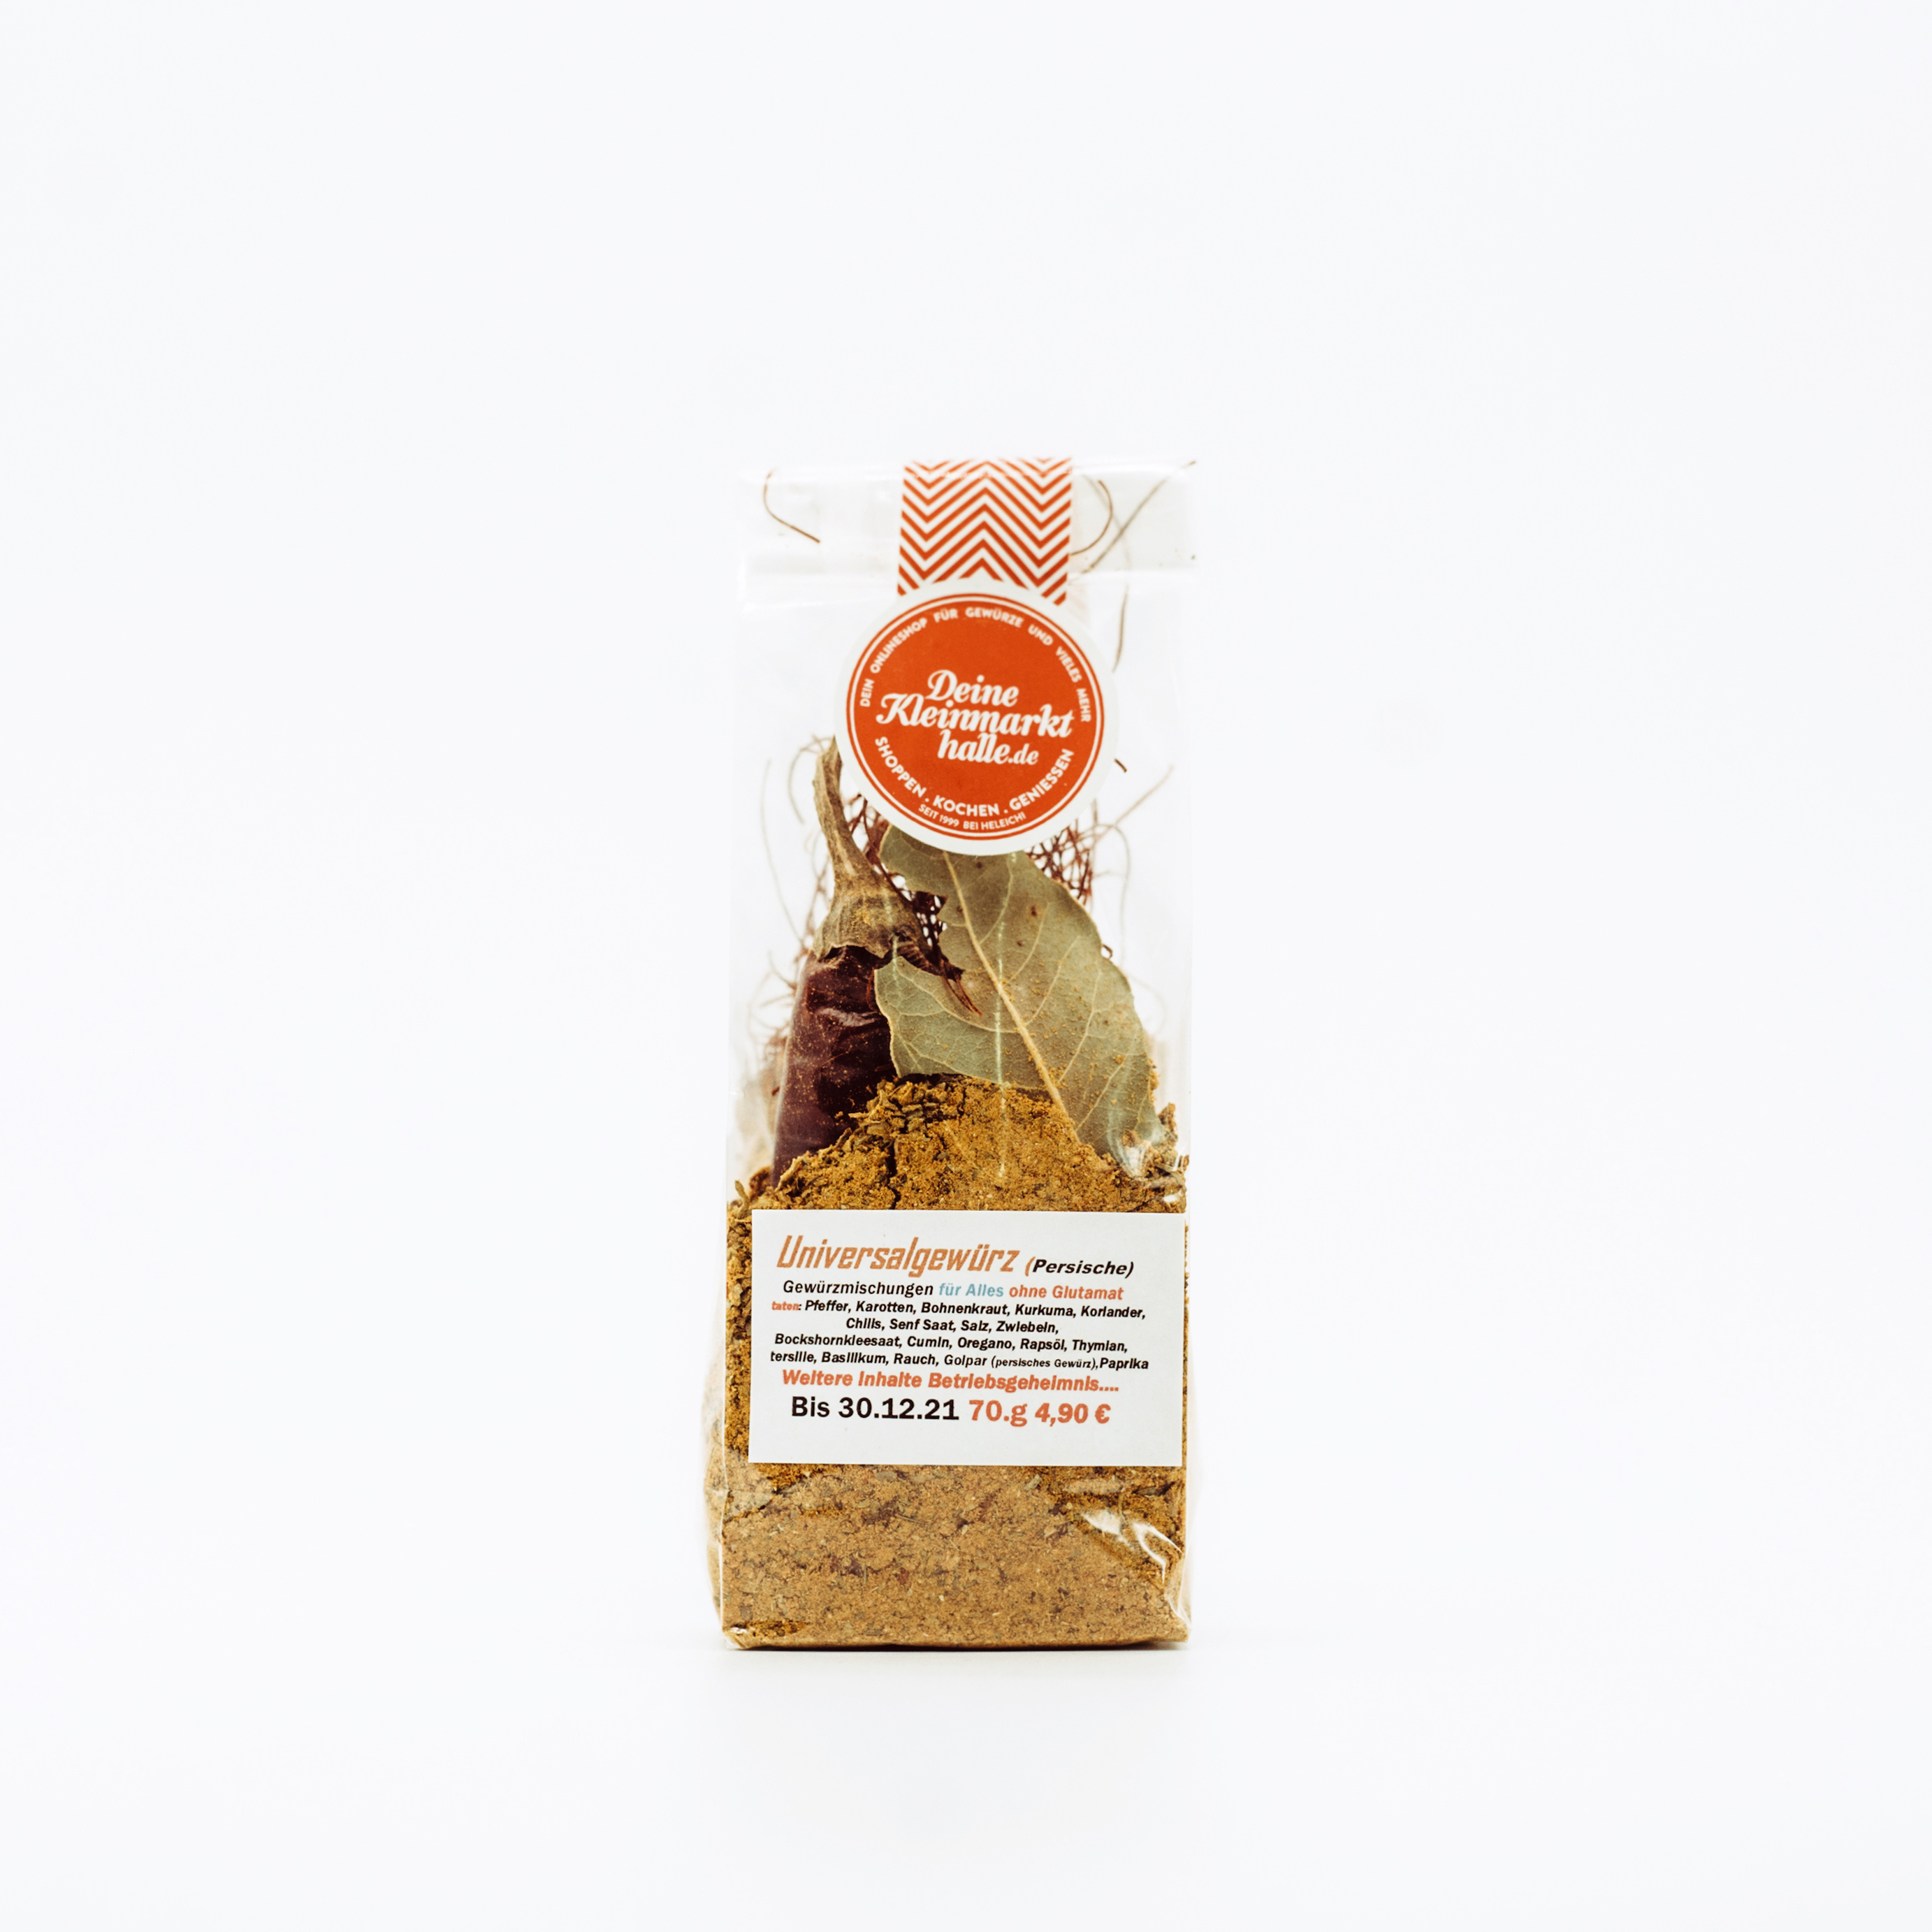 DEIN ONLINESHOP FÜR GEWÜRZE UND VIELES MEHR
Deine
Kleinmarkt
halle.de
SHOPPEN . KOCHEN . GENIESSEN
SEIT 1999 BEI HELEICHI
Universalgewürz (Persische)
Gewürzmischungen für Alles ohne Glutamat
taten: Pfeffer, Karotten, Bohnenkraut, Kurkuma, Koriander,
Chilis, Senf Saat, Salz, Zwiebeln,
Bockshornkleesaat, Cumin, Oregano, Rapsöl, Thymian,
tersilie, Basilikum, Rauch, Golpar (persisches Gewürz),Paprika
Weitere Inhalte Betriebsgeheimnis....
Bis 30.12.21 70.g 4,90 €